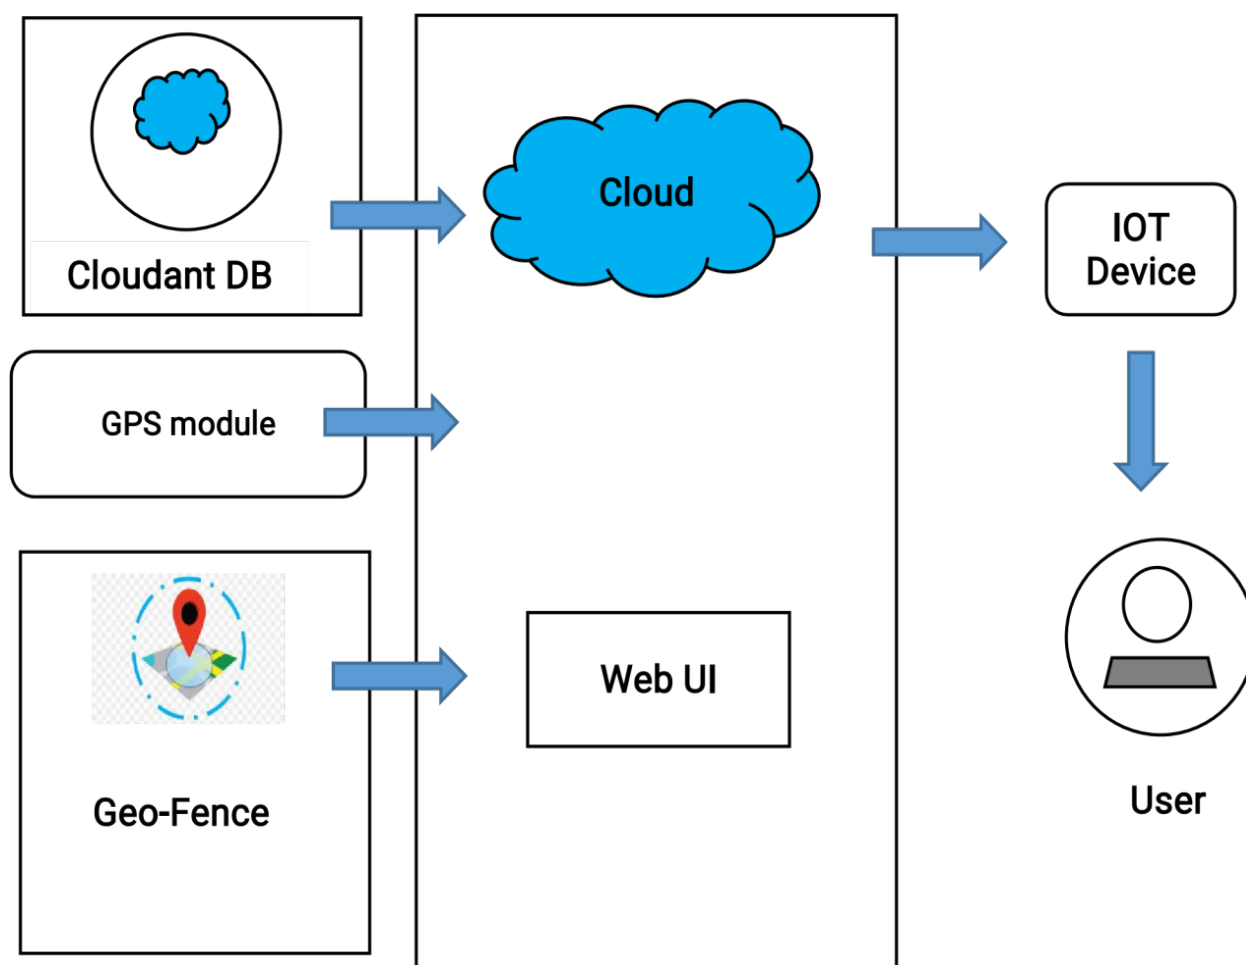 Cloudant DB
GPS module
Geo-Fence
Cloud
Web UI
IOT
Device
User